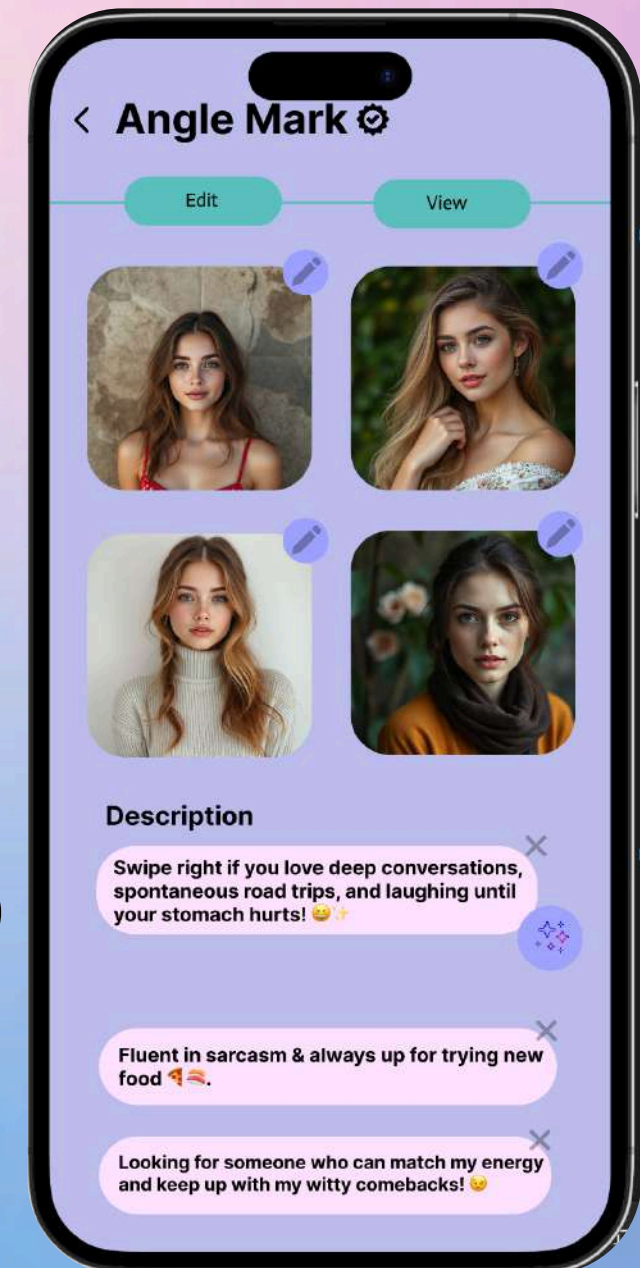 Angle Mark
Edit
View
Description
Swipe right if you love deep conversations,
spontaneous road trips, and laughing until
your stomach hurts! 😆✨
Fluent in sarcasm & always up for trying new
food 🍕🍣.
Looking for someone who can match my energy
and keep up with my witty comebacks! 😉